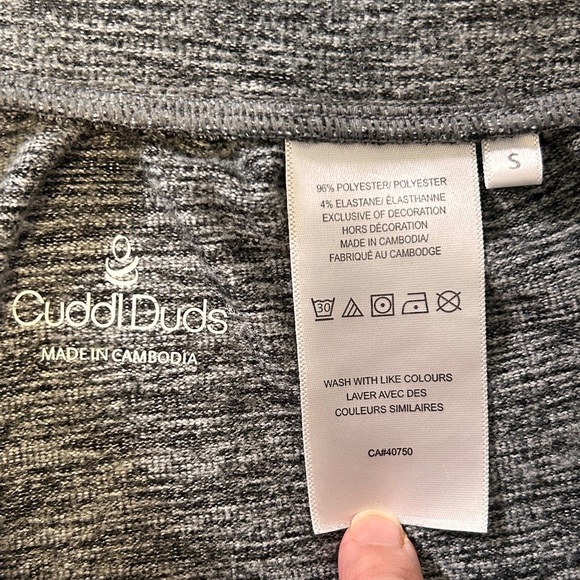 S
96% POLYESTER/ POLYESTER
4% ELASTANE/ ÉLASTHANNE
EXCLUSIVE OF DECORATION
HORS DÉCORATION
MADE IN CAMBODIA/
FABRIQUÉ AU CAMBODGE
30
CuddlDuds
MADE IN CAMBODIA
WASH WITH LIKE COLOURS
LAVER AVEC DES
COULEURS SIMILAIRES
CA#40750